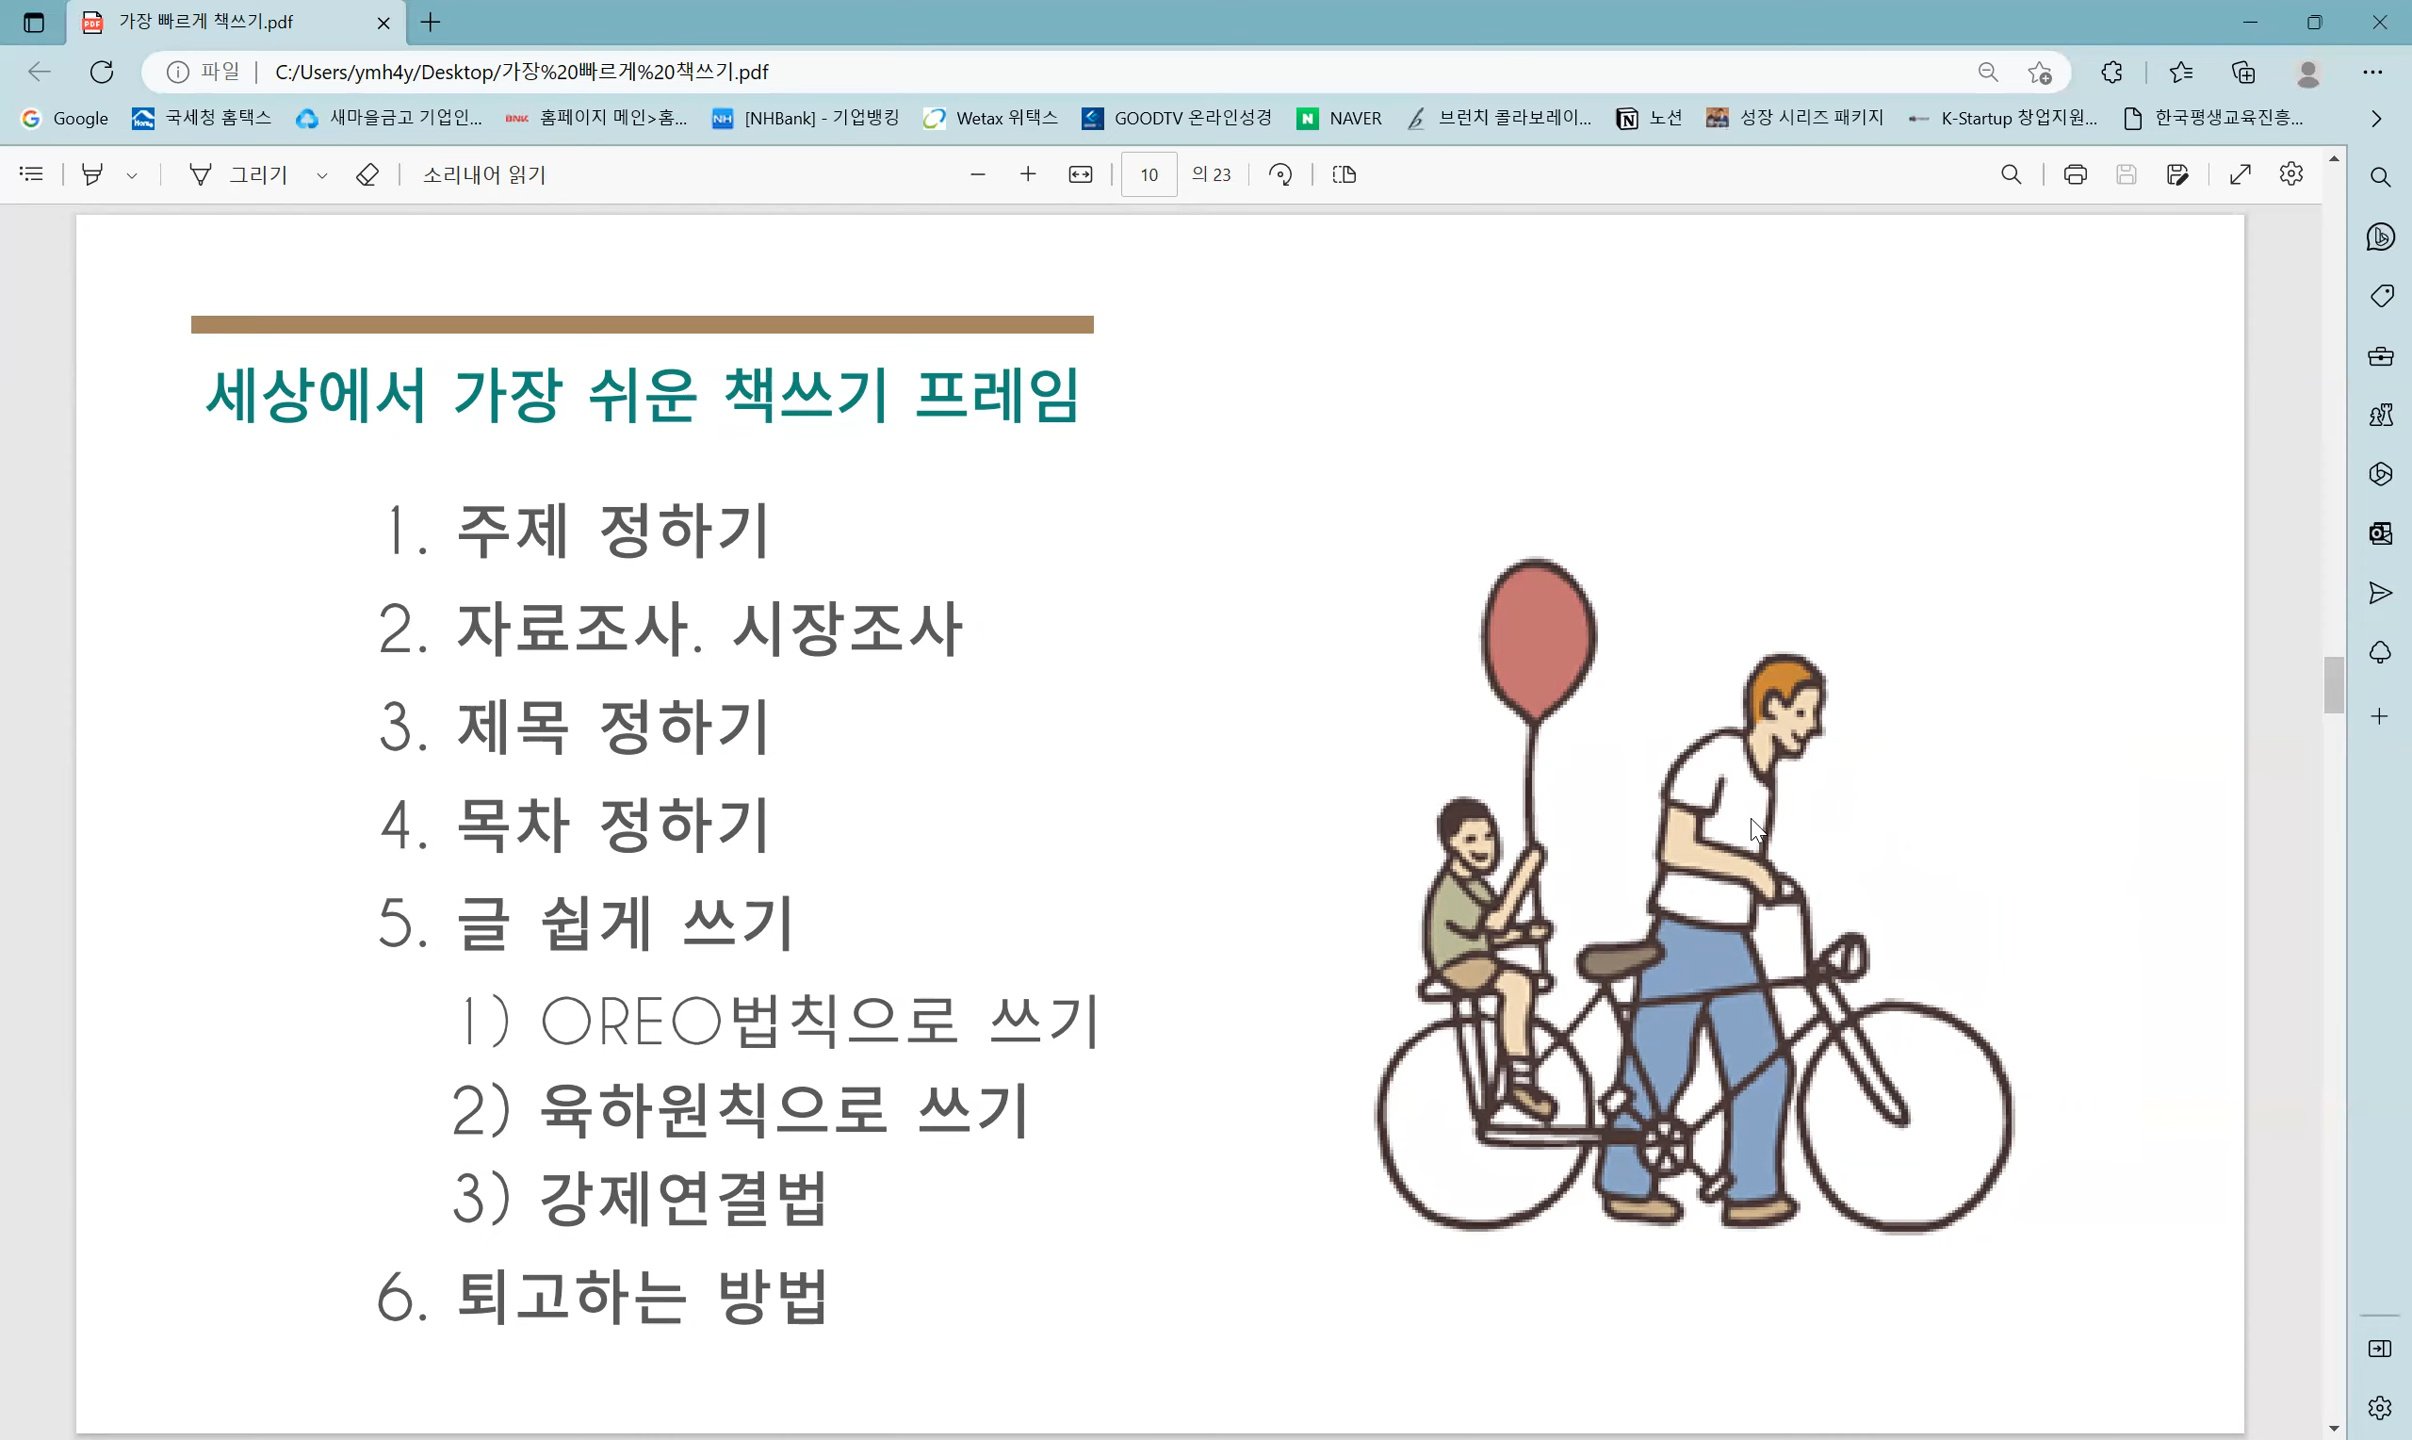 가장 빠르게 책쓰기.pdf
파일 C:/Users/ymh4y/Desktop/가장%20빠르게%20책쓰기.pdf
Google 국세청 홈택스 새마을금고 기업인... BNK 홈페이지 메인>홈... NH [NHBank] - 기업뱅킹 Wetax 위택스 GOODTV 온라인성경 N NAVER 브런치 콜라보레이... 노션 성장 시리즈 패키지 K-Startup 창업지원... 한국평생교육진흥...
그리기 소리내어 읽기 10 의 23
세상에서 가장 쉬운 책쓰기 프레임
1. 주제 정하기
2. 자료조사. 시장조사
3. 제목 정하기
4. 목차 정하기
5. 글 쉽게 쓰기
1) OREO법칙으로 쓰기
2) 육하원칙으로 쓰기
3) 강제연결법
6. 퇴고하는 방법